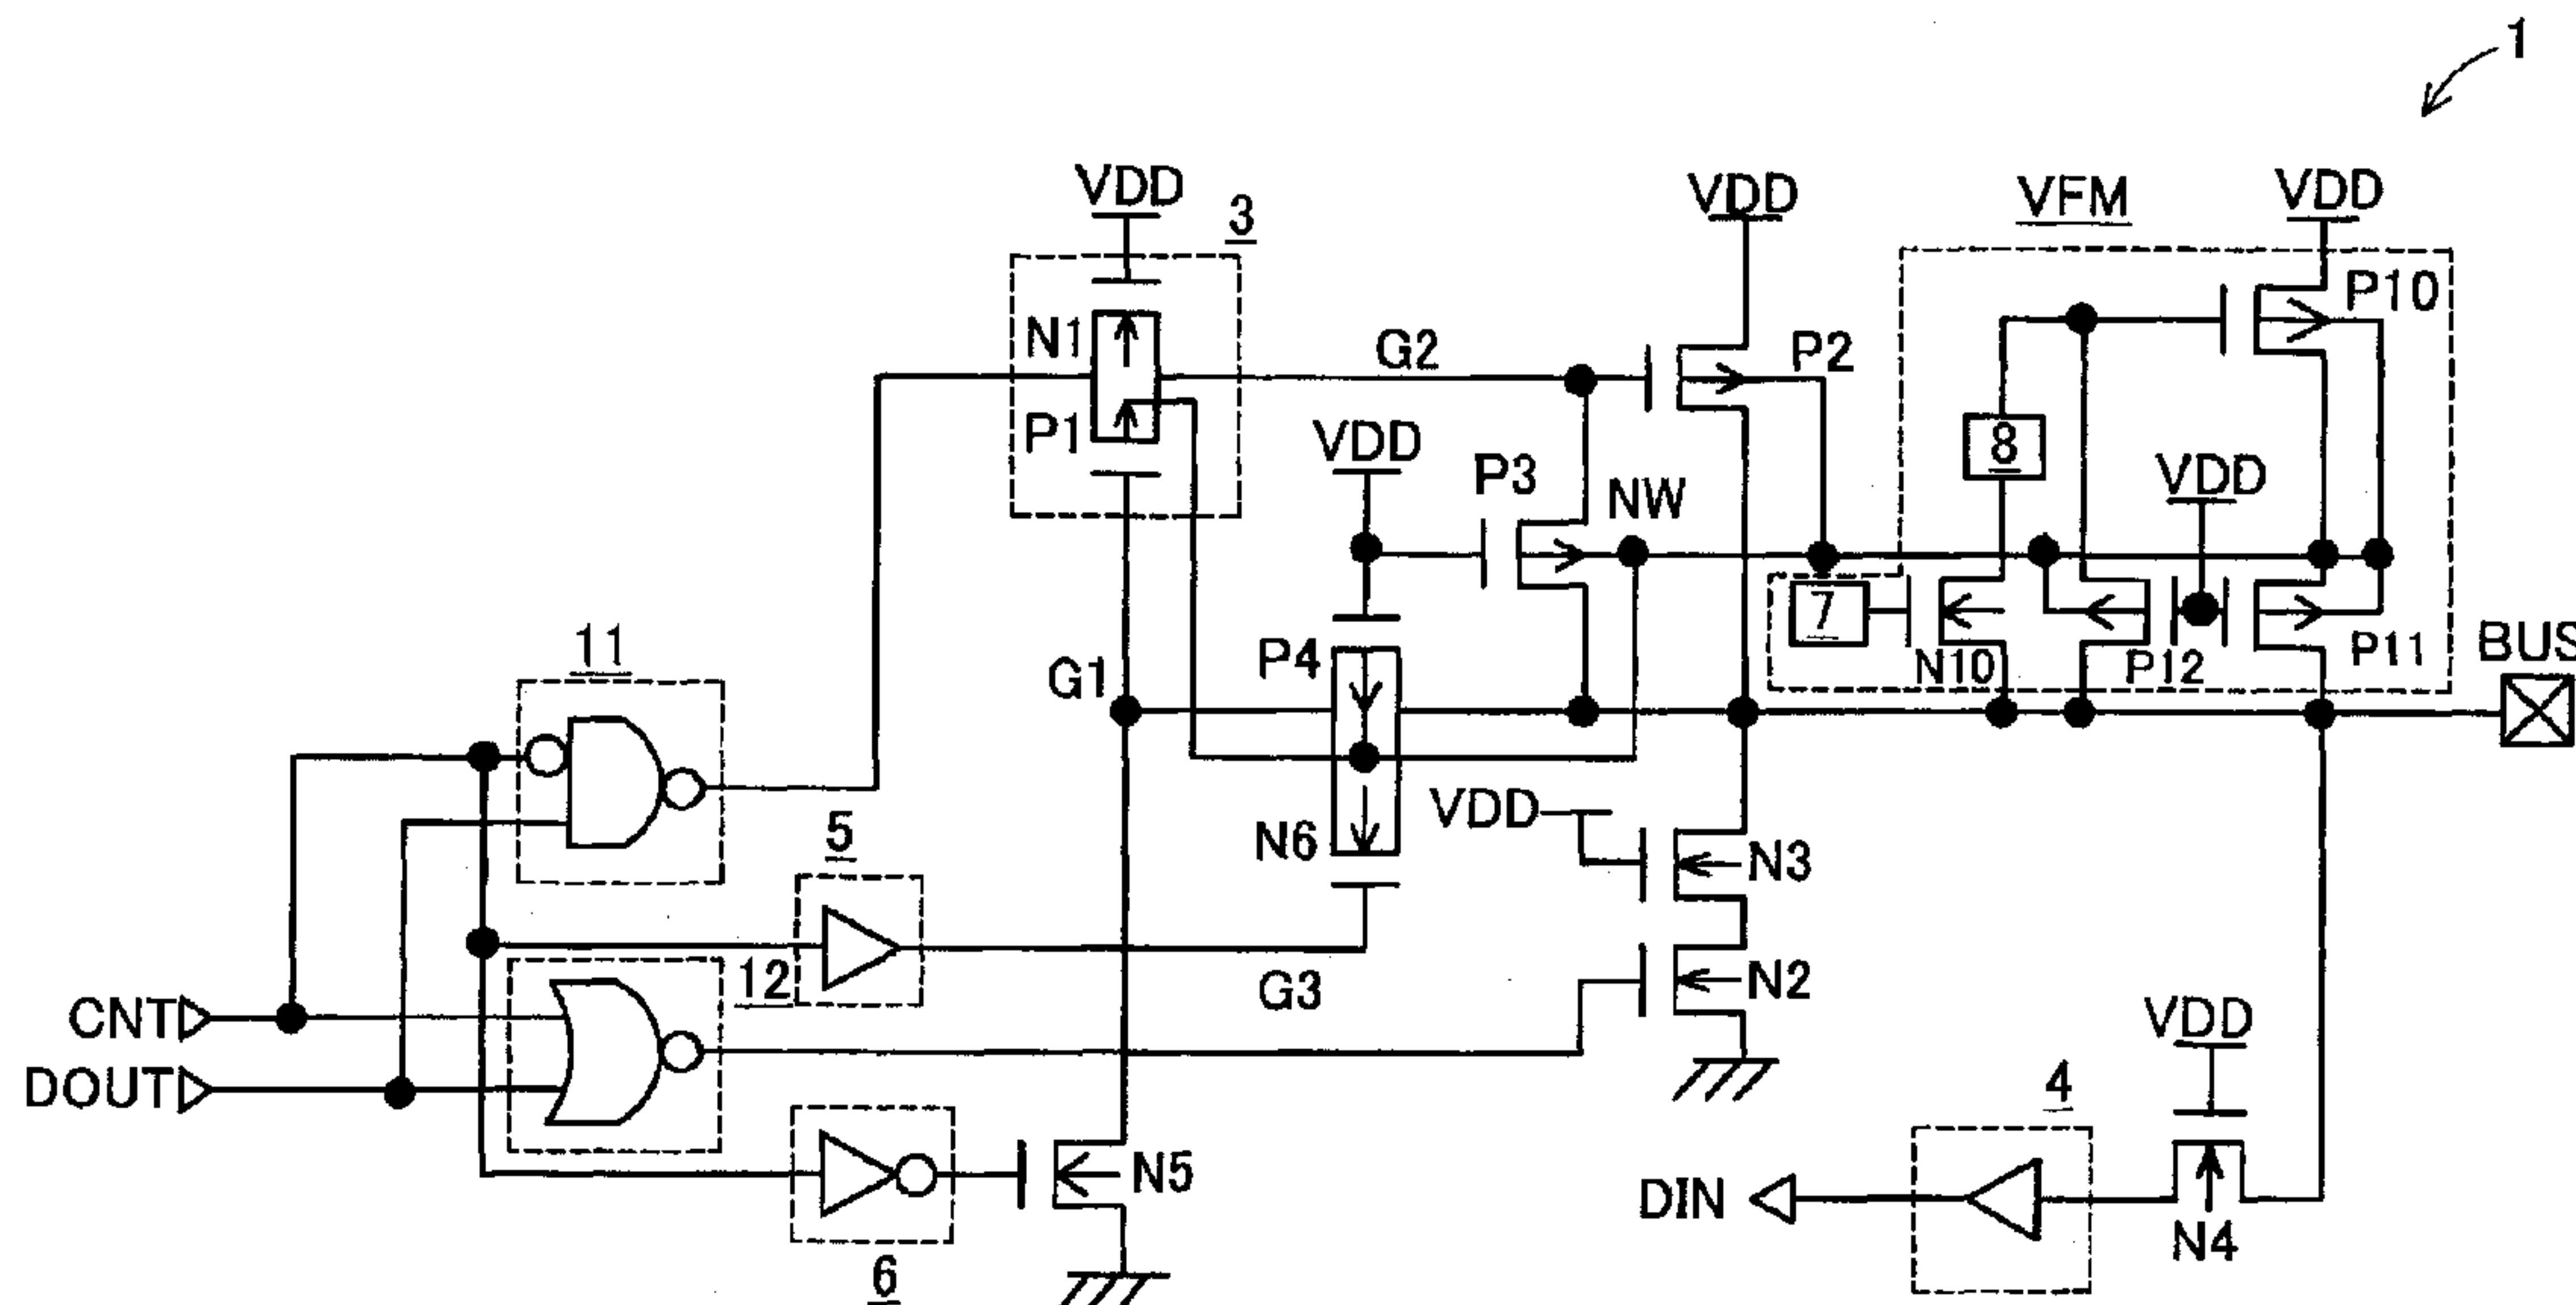 1
VDD
3
VDD
VFM
VDD
N1
P1
G2
P2
P10
VDD
P3
NW
8
VDD
7
N10
P12
P11
BUS
11
P4
G1
N6
VDD
5
N3
12
G3
N2
CNT
DOUT
VDD
4
N5
DIN
N4
6